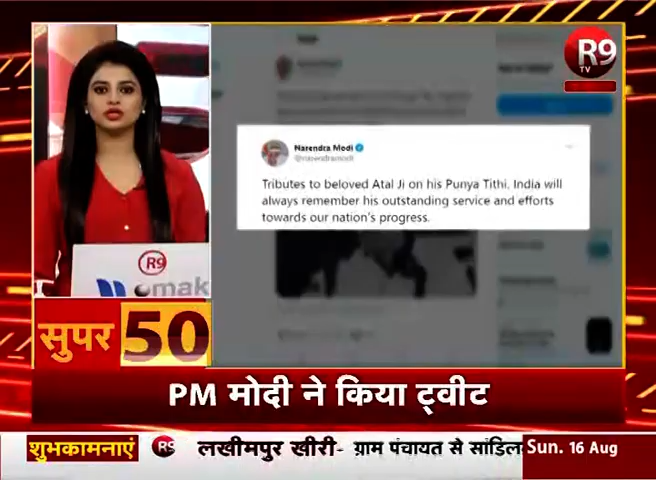 R9
TV
Narendra Modi
@narendramodi
Tributes to beloved Atal Ji on his Punya Tithi. India will
always remember his outstanding service and efforts
towards our nation's progress.
R9
omak
सुपर 50
PM मोदी ने किया ट्वीट
शुभकामनाएं R9 लखीमपुर खीरी- ग्राम पंचायत से सांडिल Sun. 16 Aug